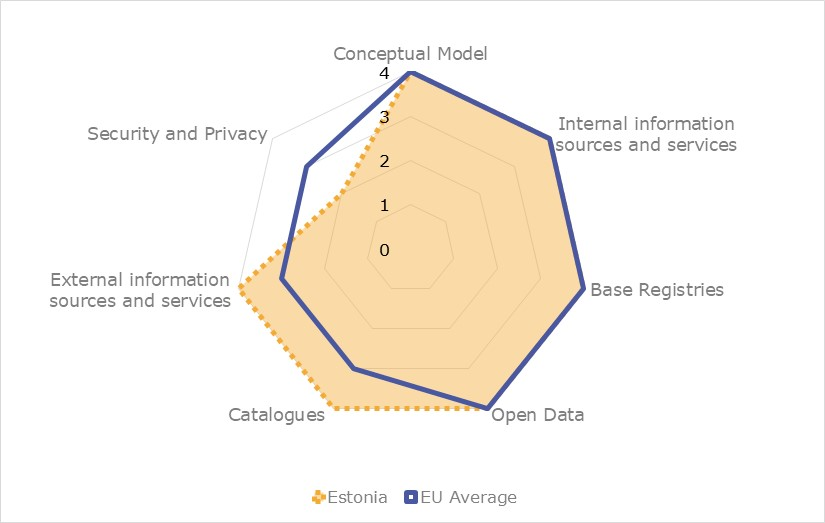 Conceptual Model
4
3
2
1
0
Internal information
sources and services
Base Registries
Open Data
Catalogues
External information
sources and services
Security and Privacy
Estonia
EU Average